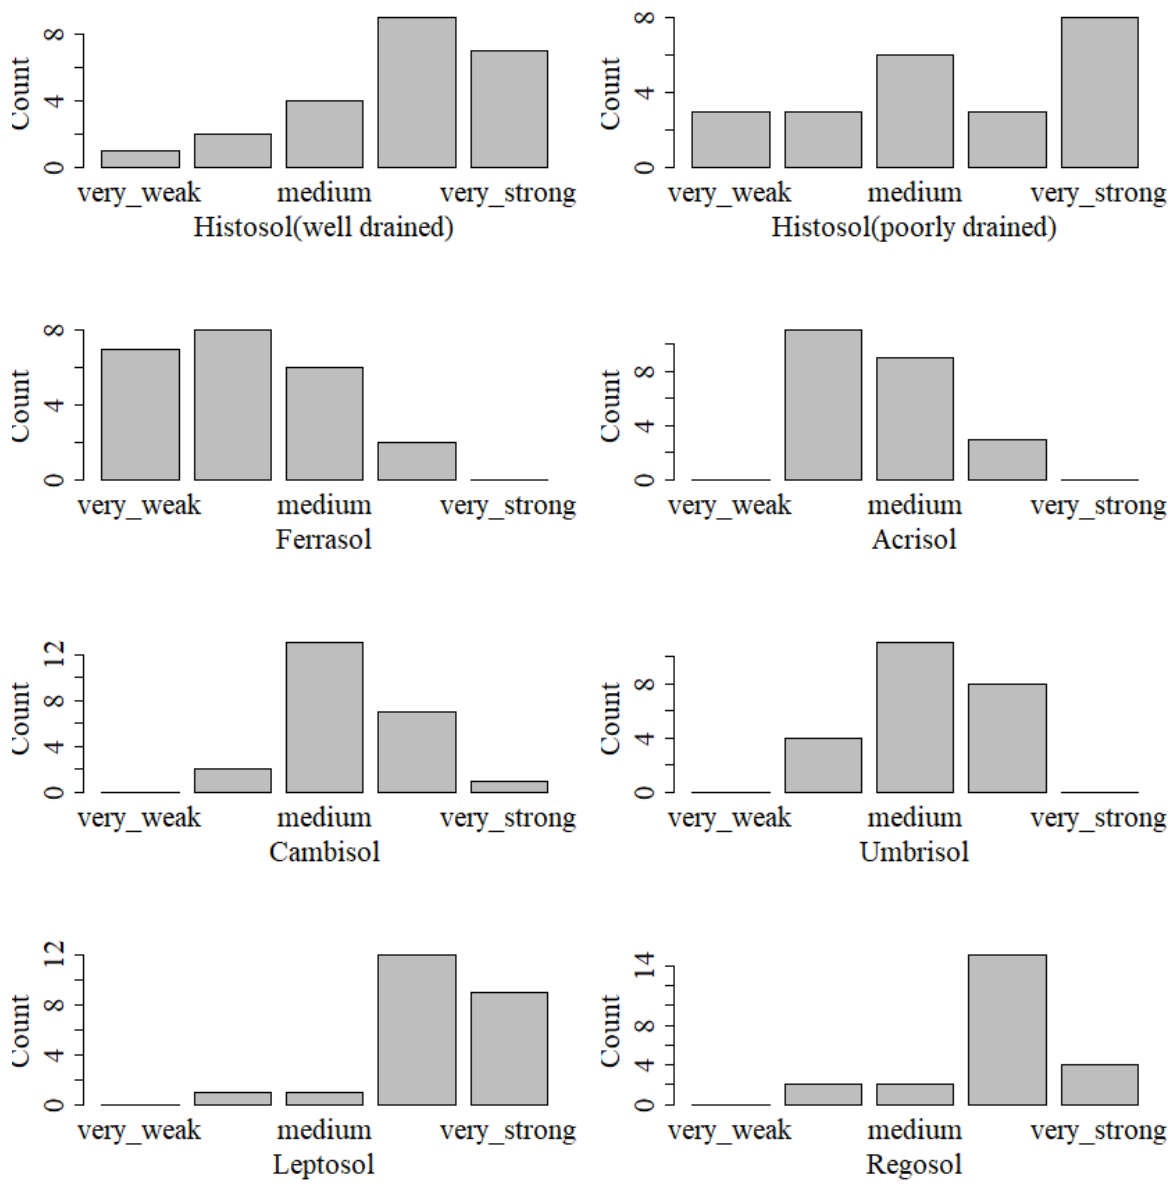 Count
8
4
0
very_weak medium very_strong
Histosol(well drained)
Count
8
4
0
very_weak medium very_strong
Histosol(poorly drained)
Count
8
4
0
very_weak medium very_strong
Ferrasol
Count
8
4
0
very_weak medium very_strong
Acrisol
Count
12
8
4
0
very_weak medium very_strong
Cambisol
Count
8
4
0
very_weak medium very_strong
Umbrisol
Count
12
8
4
0
very_weak medium very_strong
Leptosol
Count
14
8
4
0
very_weak medium very_strong
Regosol